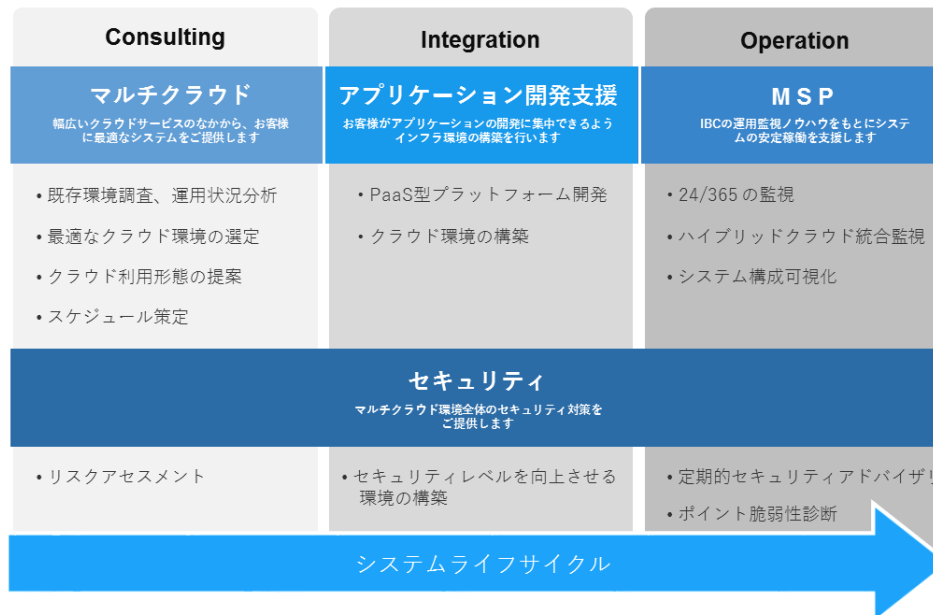 Consulting
Integration
Operation
マルチクラウド
幅広いクラウドサービスのなかから、お客様
に最適なシステムをご提供します
アプリケーション開発支援
お客様がアプリケーションの開発に集中できるよう
インフラ環境の構築を行います
ＭＳＰ
IBCの運用監視ノウハウをもとにシステ
ムの安定稼働を支援します
• 既存環境調査、運用状況分析
• 最適なクラウド環境の選定
• クラウド利用形態の提案
• スケジュール策定
• PaaS型プラットフォーム開発
• クラウド環境の構築
• 24/365 の監視
• ハイブリッドクラウド統合監視
• システム構成可視化
セキュリティ
マルチクラウド環境全体のセキュリティ対策を
ご提供します
• リスクアセスメント
• セキュリティレベルを向上させる
環境の構築
• 定期的セキュリティアドバイザリ
• ポイント脆弱性診断
システムライフサイクル